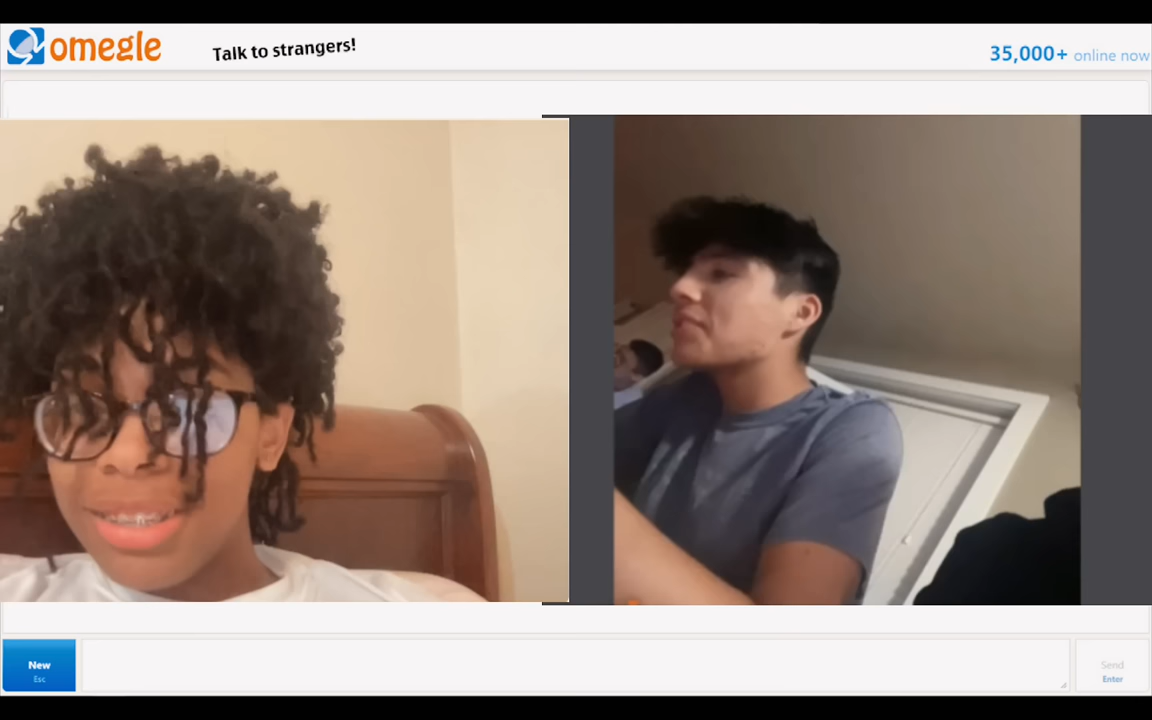 omegle
Talk to strangers!
35,000+ online now
New
Esc
Send
Enter